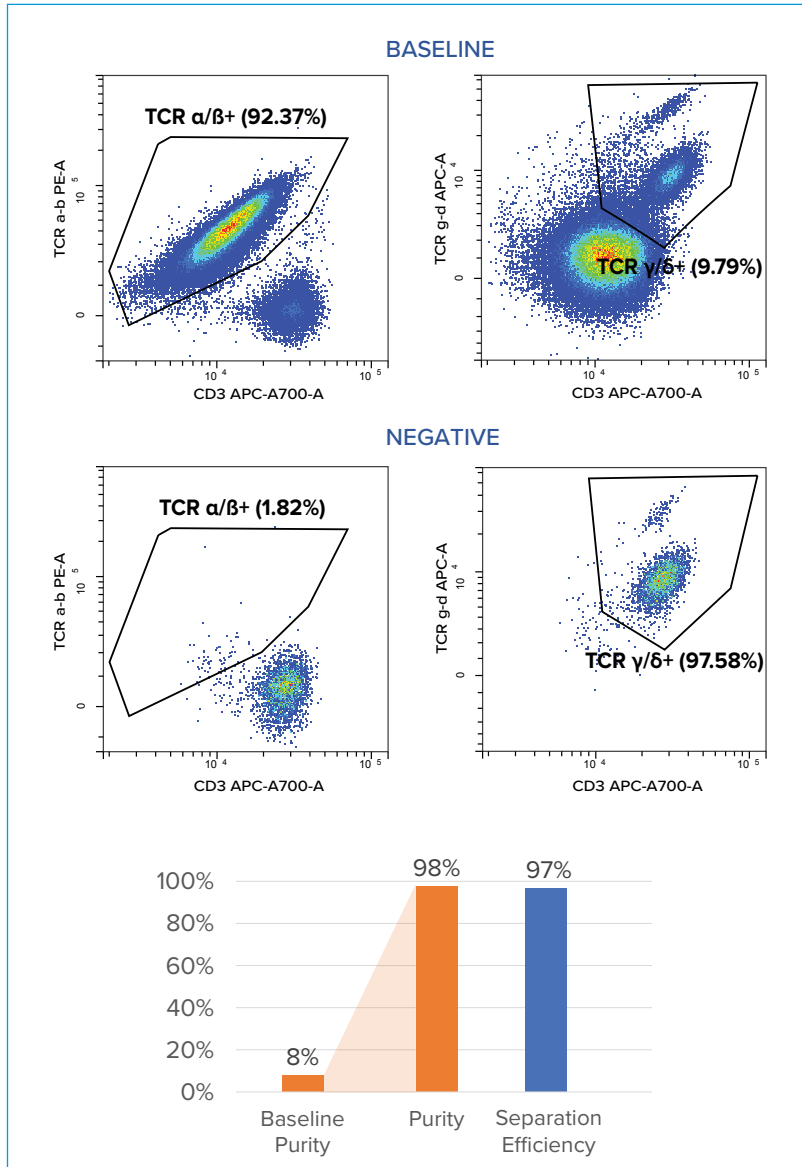 BASELINE
TCR α/ß+ (92.37%)
TCR a-b PE-A
10 5
0
10 4
10 5
CD3 APC-A700-A
TCR γ/δ+ (9.79%)
TCR g-d APC-A
10 4
0
10 4
10 5
CD3 APC-A700-A
NEGATIVE
TCR α/ß+ (1.82%)
TCR a-b PE-A
10 5
0
10 4
10 5
CD3 APC-A700-A
TCR γ/δ+ (97.58%)
TCR g-d APC-A
10 4
0
10 4
10 5
CD3 APC-A700-A
100%
80%
60%
40%
20%
0%
8%
98%
97%
Baseline
Purity
Purity
Separation
Efficiency